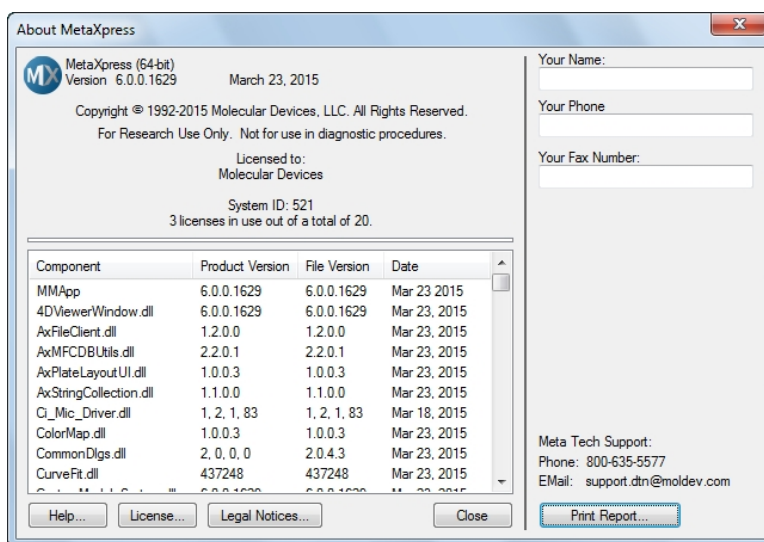 About MetaXpress
MX
MetaXpress (64-bit)
Version 6.0.0.1629 March 23, 2015
Copyright © 1992-2015 Molecular Devices, LLC. All Rights Reserved.
For Research Use Only. Not for use in diagnostic procedures.
Licensed to:
Molecular Devices
System ID: 521
3 licenses in use out of a total of 20.
Component Product Version File Version Date
MMApp 6.0.0.1629 6.0.0.1629 Mar 23 2015
4DViewerWindow.dll 6.0.0.1629 6.0.0.1629 Mar 23, 2015
AxFileClient.dll 1.2.0.0 1.2.0.0 Mar 23, 2015
AxMFCDBUtils.dll 2.2.0.1 2.2.0.1 Mar 23, 2015
AxPlateLayoutUI.dll 1.0.0.3 1.0.0.3 Mar 23, 2015
AxStringCollection.dll 1.1.0.0 1.1.0.0 Mar 23, 2015
Ci_Mic_Driver.dll 1, 2, 1, 83 1, 2, 1, 83 Mar 18, 2015
ColorMap.dll 1.0.0.3 1.0.0.3 Mar 23, 2015
CommonDlgs.dll 2, 0, 0, 0 2.0.4.3 Mar 23, 2015
CurveFit.dll 437248 437248 Mar 23, 2015
Help... License... Legal Notices... Close
Your Name:
Your Phone
Your Fax Number:
Meta Tech Support:
Phone: 800-635-5577
EMail: support.dtn@moldev.com
Print Report...